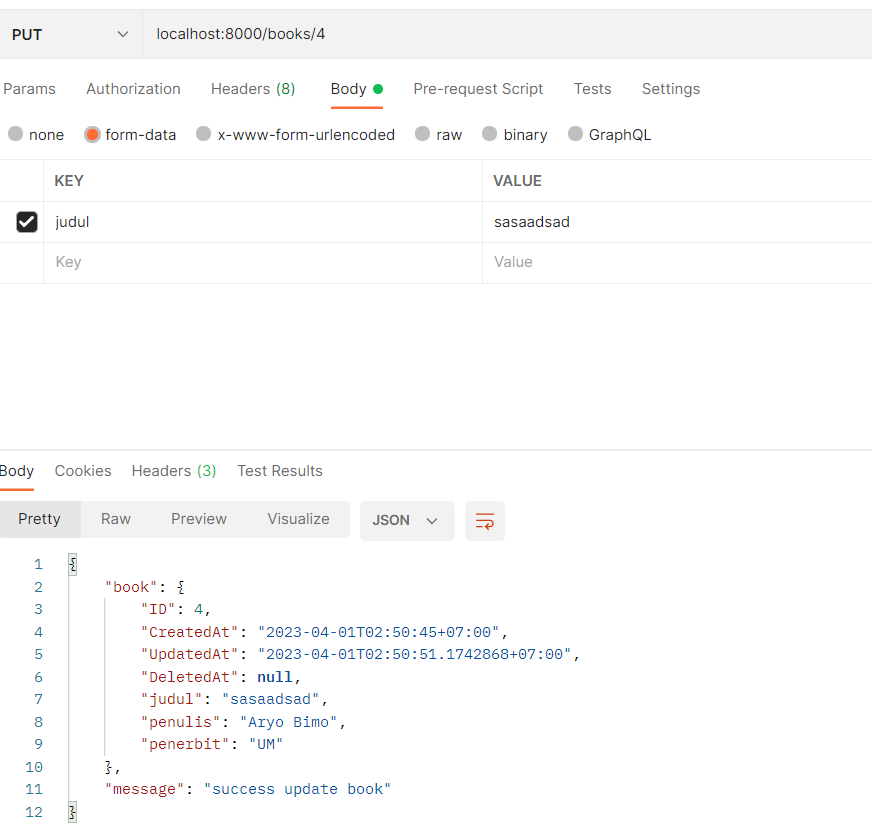 PUT localhost:8000/books/4
Params Authorization Headers (8) Body Pre-request Script Tests Settings
none form-data x-www-form-urlencoded raw binary GraphQL
KEY VALUE
judul sasaadsad
Key Value
Body Cookies Headers (3) Test Results
Pretty Raw Preview Visualize JSON
1 {
2 "book": {
3 "ID": 4,
4 "CreatedAt": "2023-04-01T02:50:45+07:00",
5 "UpdatedAt": "2023-04-01T02:50:51.1742868+07:00",
6 "DeletedAt": null,
7 "judul": "sasaadsad",
8 "penulis": "Aryo Bimo",
9 "penerbit": "UM"
10 },
11 "message": "success update book"
12 }